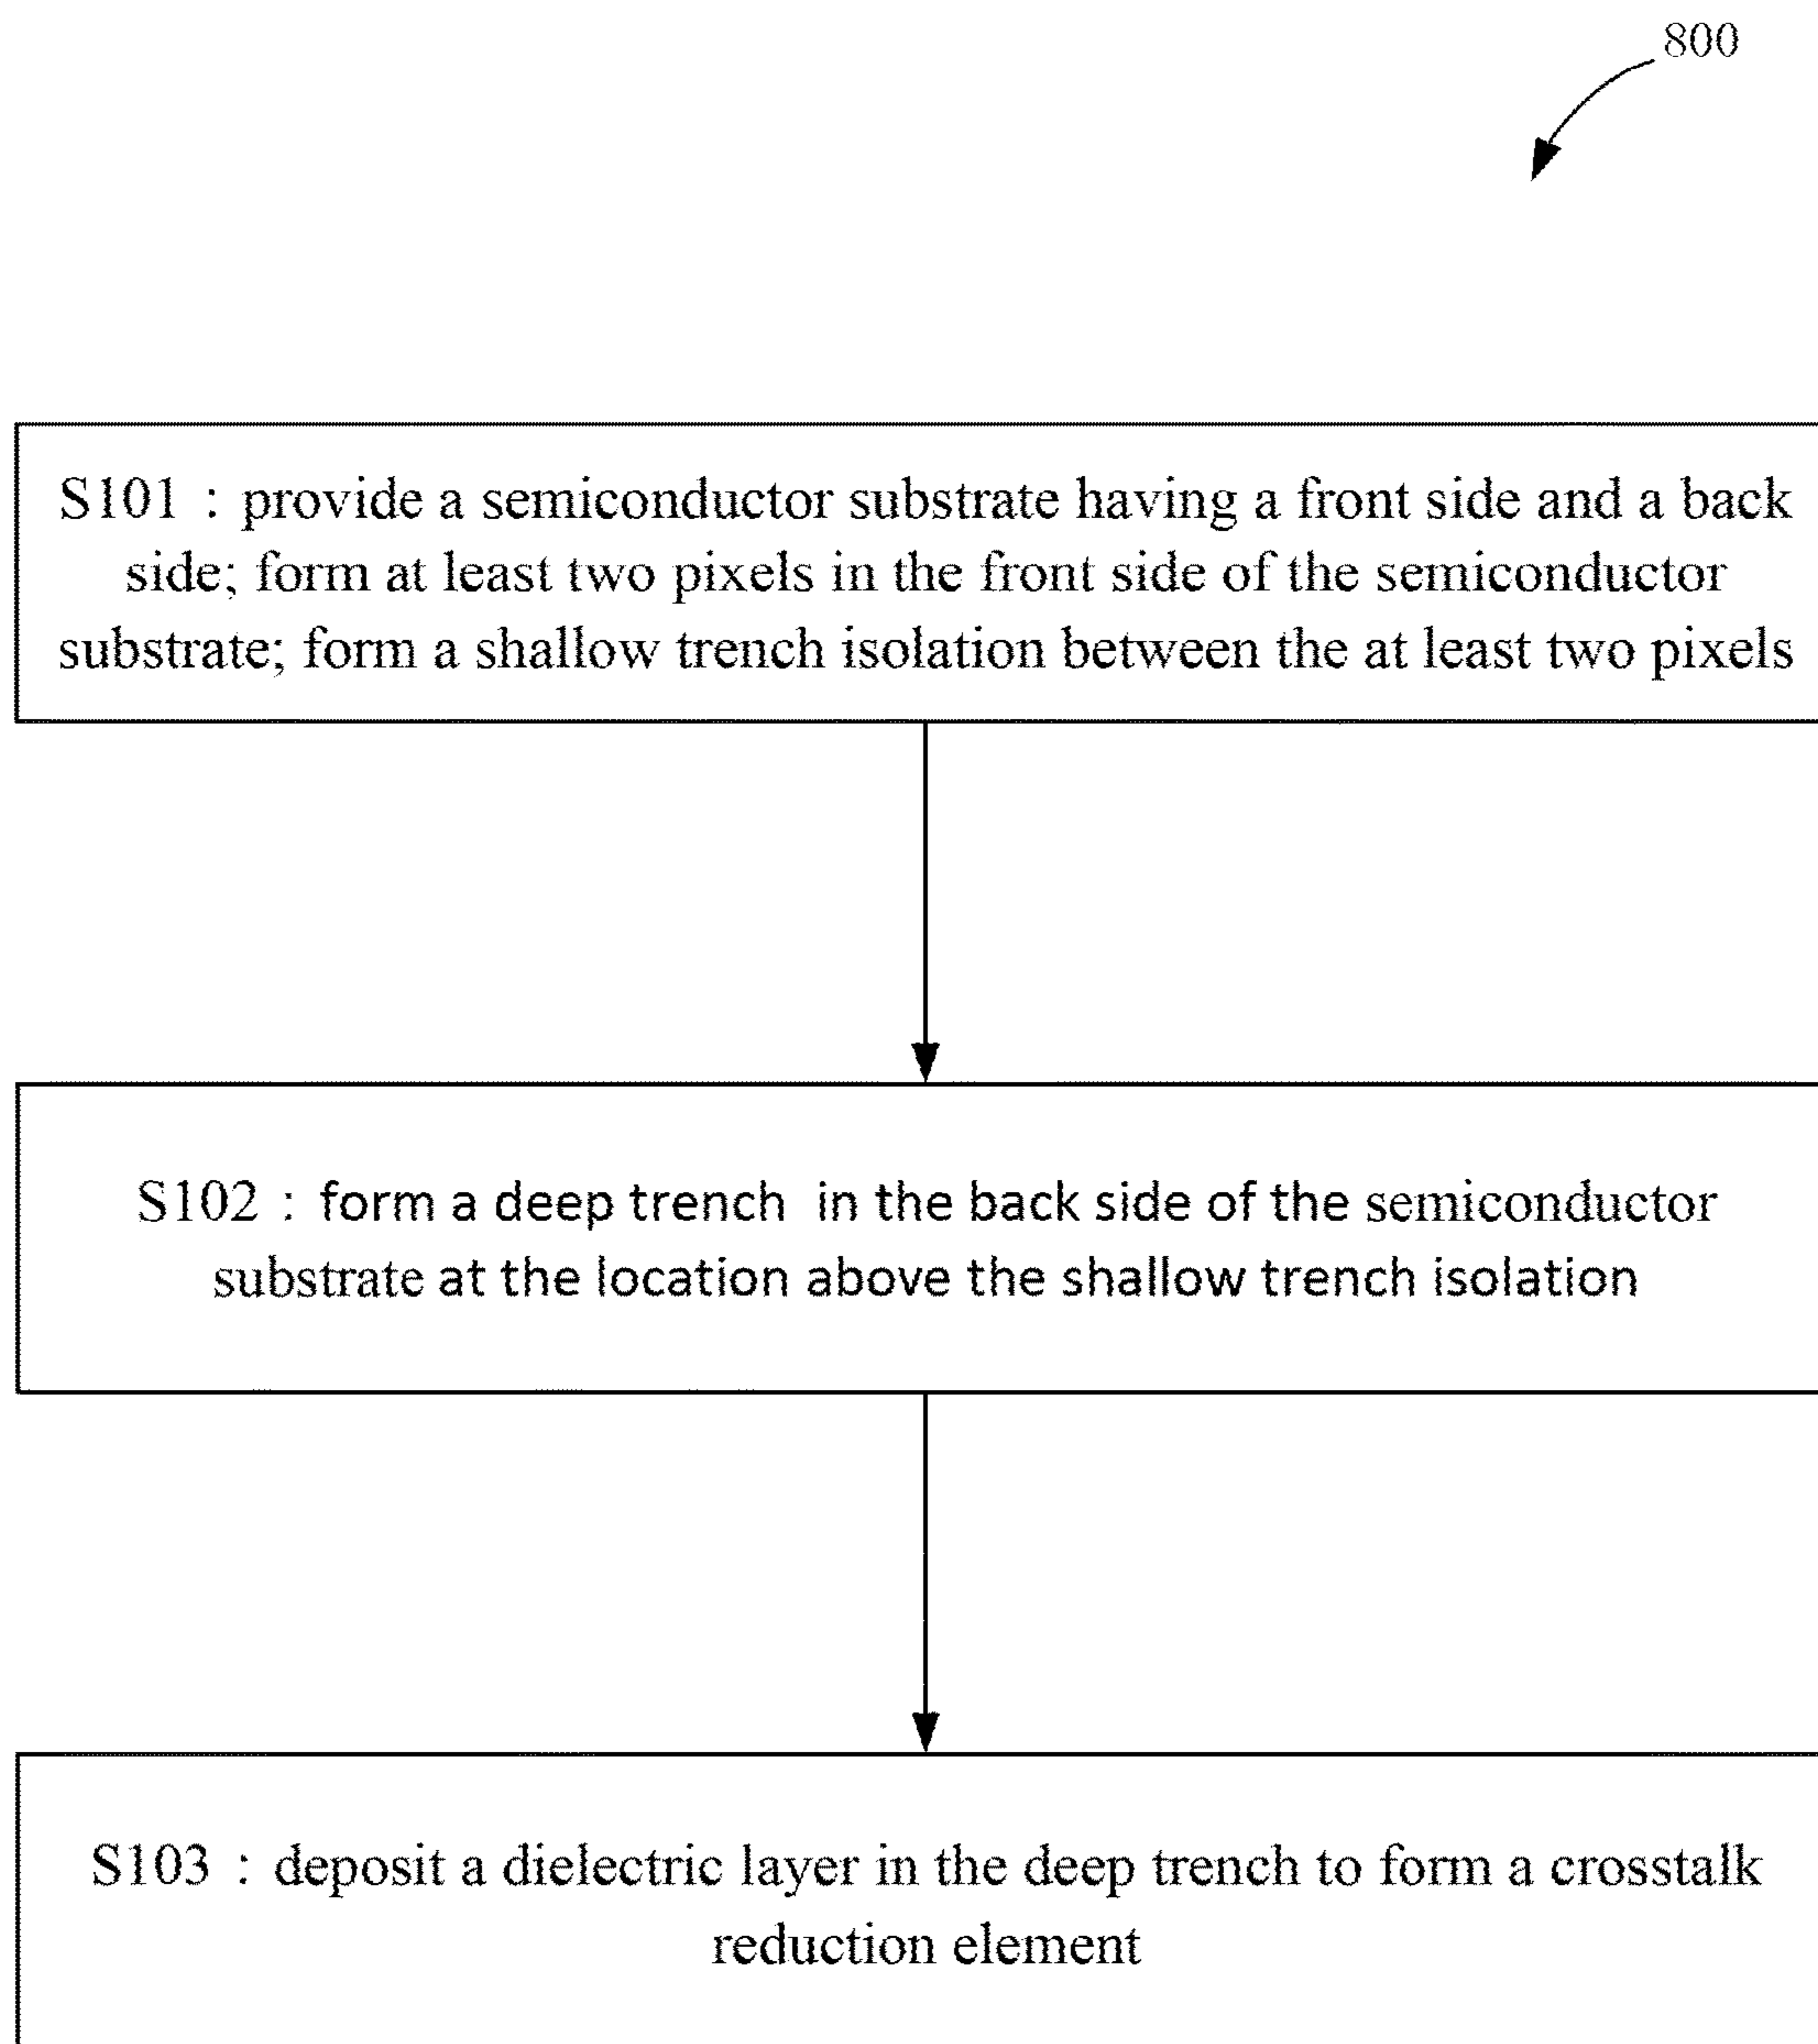 800
S101 : provide a semiconductor substrate having a front side and a back
side; form at least two pixels in the front side of the semiconductor
substrate; form a shallow trench isolation between the at least two pixels
S102 : form a deep trench in the back side of the semiconductor
substrate at the location above the shallow trench isolation
S103 : deposit a dielectric layer in the deep trench to form a crosstalk
reduction element